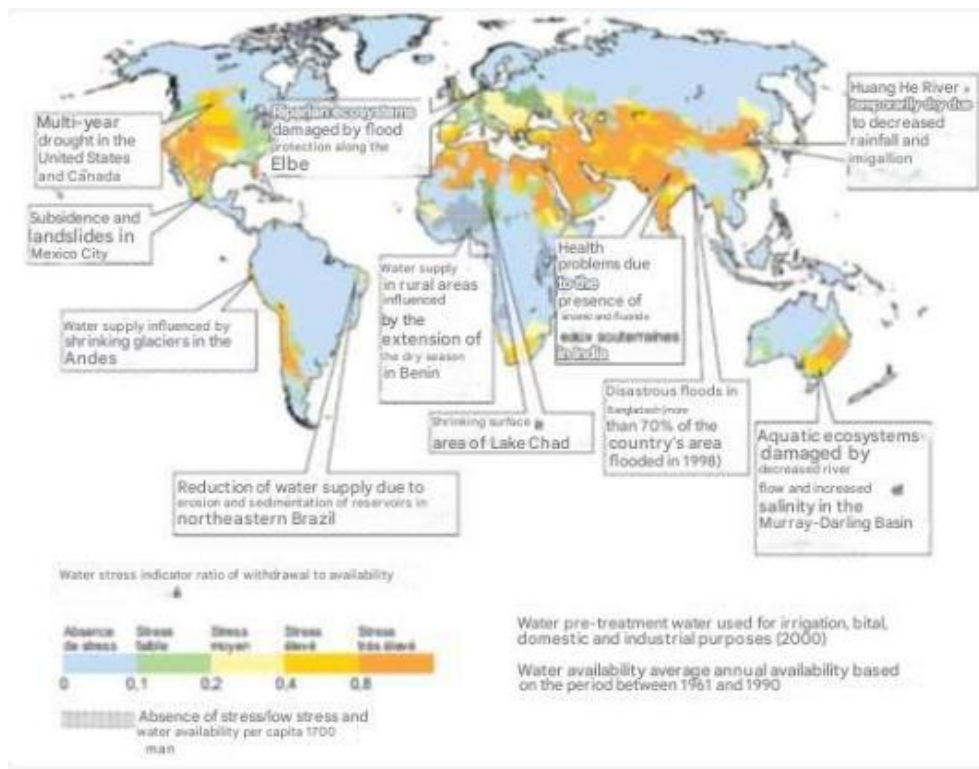 Multi-year
drought in the
United States
and Canada
Subsidence and
landslides in
Mexico City
Water supply influenced by
shrinking glaciers in the
Andes
Riperian ecosystems
damaged by flood
protection along the
Elbe
Water supply
in rural areas
influenced
by the
extension of
the dry season
in Benin
Shrinking surface
area of Lake Chad
Reduction of water supply due to
erosion and sedimentation of reservoirs in
northeastern Brazil
Health
problems due
to the
presence of
arsenic and fluoride
eaux souterraines
in India
Disastrous floods in
Bangladesh (more
than 70% of the
country's area
flooded in 1998)
Huang He River
temporarily dry due
to decreased
rainfall and
imigallion
Aquatic ecosystems
damaged by
decreased river
flow and increased
salinity in the
Murray-Darling Basin
Water stress indicator ratio of withdrawal to availability
Absence de stress
Stress faible
Stress moyen
Stress élevé
Stress très élevé
0 0,1 0,2 0,4 0,8
Absence of stress/low stress and
water availability per capita 1700
man
Water pre-treatment water used for irrigation, bital,
domestic and industrial purposes (2000)
Water availability average annual availability based
on the period between 1961 and 1990